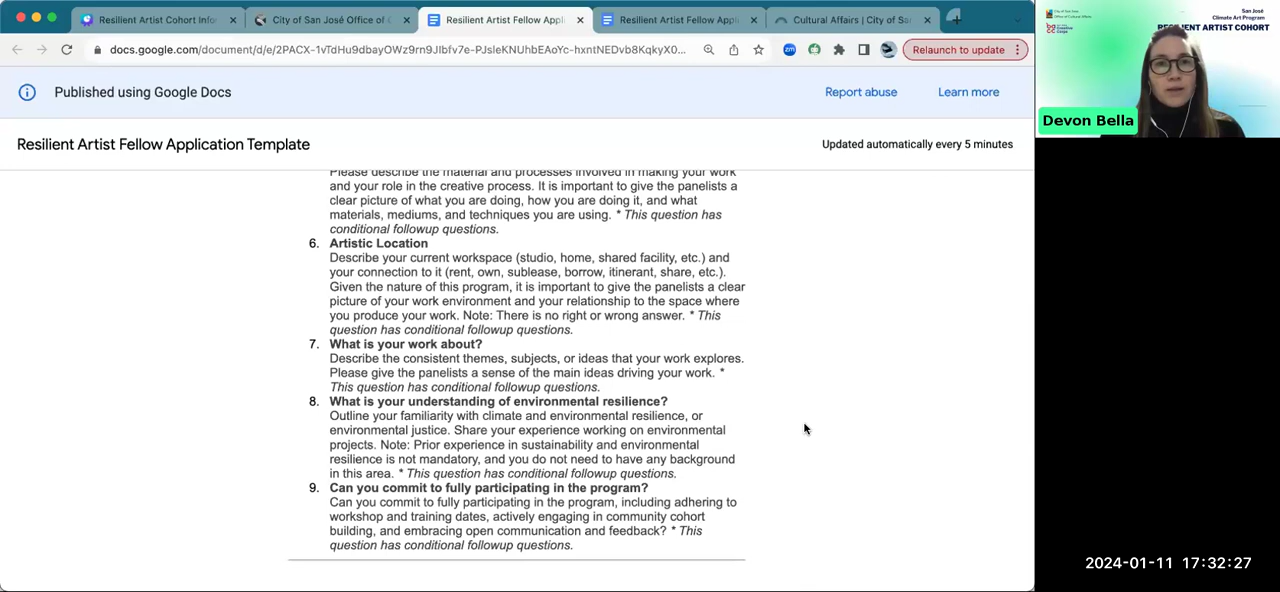 Resilient Artist Cohort Info
City of San José Office of C
Resilient Artist Fellow Appl
Resilient Artist Fellow App
Cultural Affairs | City of Sa
docs.google.com/document/d/e/2PACX-1vTdHu9dbayOWz9rn9JIbfv7e-PJsleKNUhbEAoYc-hxntNEDvb8KqkyX0...
zm
Relaunch to update
Published using Google Docs
Report abuse
Learn more
Resilient Artist Fellow Application Template
Updated automatically every 5 minutes
Please describe the material and processes involved in making your work
and your role in the creative process. It is important to give the panelists a
clear picture of what you are doing, how you are doing it, and what
materials, mediums, and techniques you are using. * This question has
conditional followup questions.
6. Artistic Location
Describe your current workspace (studio, home, shared facility, etc.) and
your connection to it (rent, own, sublease, borrow, itinerant, share, etc.).
Given the nature of this program, it is important to give the panelists a clear
picture of your work environment and your relationship to the space where
you produce your work. Note: There is no right or wrong answer. * This
question has conditional followup questions.
7. What is your work about?
Describe the consistent themes, subjects, or ideas that your work explores.
Please give the panelists a sense of the main ideas driving your work. *
This question has conditional followup questions.
8. What is your understanding of environmental resilience?
Outline your familiarity with climate and environmental resilience, or
environmental justice. Share your experience working on environmental
projects. Note: Prior experience in sustainability and environmental
resilience is not mandatory, and you do not need to have any background
in this area. * This question has conditional followup questions.
9. Can you commit to fully participating in the program?
Can you commit to fully participating in the program, including adhering to
workshop and training dates, actively engaging in community cohort
building, and embracing open communication and feedback? * This
question has conditional followup questions.
San José
Climate Art Program
ENT ARTIST COHORT
Devon Bella
2024-01-11 17:32:27